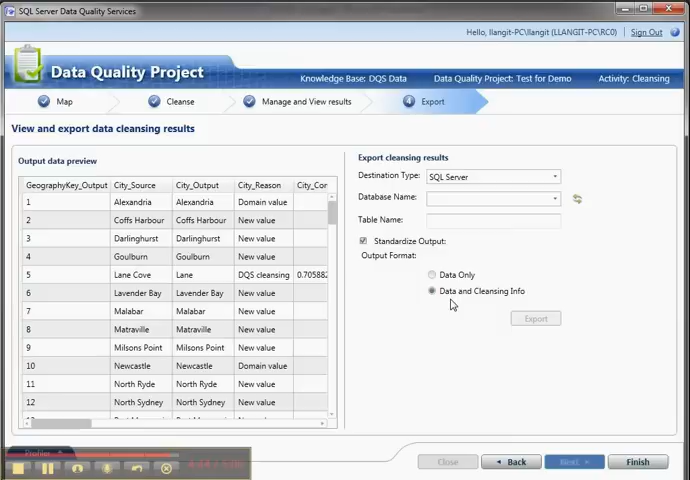 SQL Server Data Quality Services
Hello, llangit-PC\llangit (LLANGIT-PC\RC0) Sign Out
Data Quality Project
Knowledge Base: DQS Data Data Quality Project: Test for Demo Activity: Cleansing
Map Cleanse Manage and View results 4 Export
View and export data cleansing results
Output data preview
GeographyKey_Output City_Source City_Output City_Reason City_Cor
1 Alexandria Alexandria Domain value
2 Coffs Harbour Coffs Harbour New value
3 Darlinghurst Darlinghurst New value
4 Goulburn Goulburn New value
5 Lane Cove Lane DQS cleansing 0.705882
6 Lavender Bay Lavender Bay New value
7 Malabar Malabar New value
8 Matraville Matraville New value
9 Milsons Point Milsons Point New value
10 Newcastle Newcastle Domain value
11 North Ryde North Ryde New value
12 North Sydney North Sydney New value
Export cleansing results
Destination Type: SQL Server
Database Name:
Table Name:
Standardize Output:
Output Format:
Data Only
Data and Cleansing Info
Export
Profiler
Close Back Next Finish